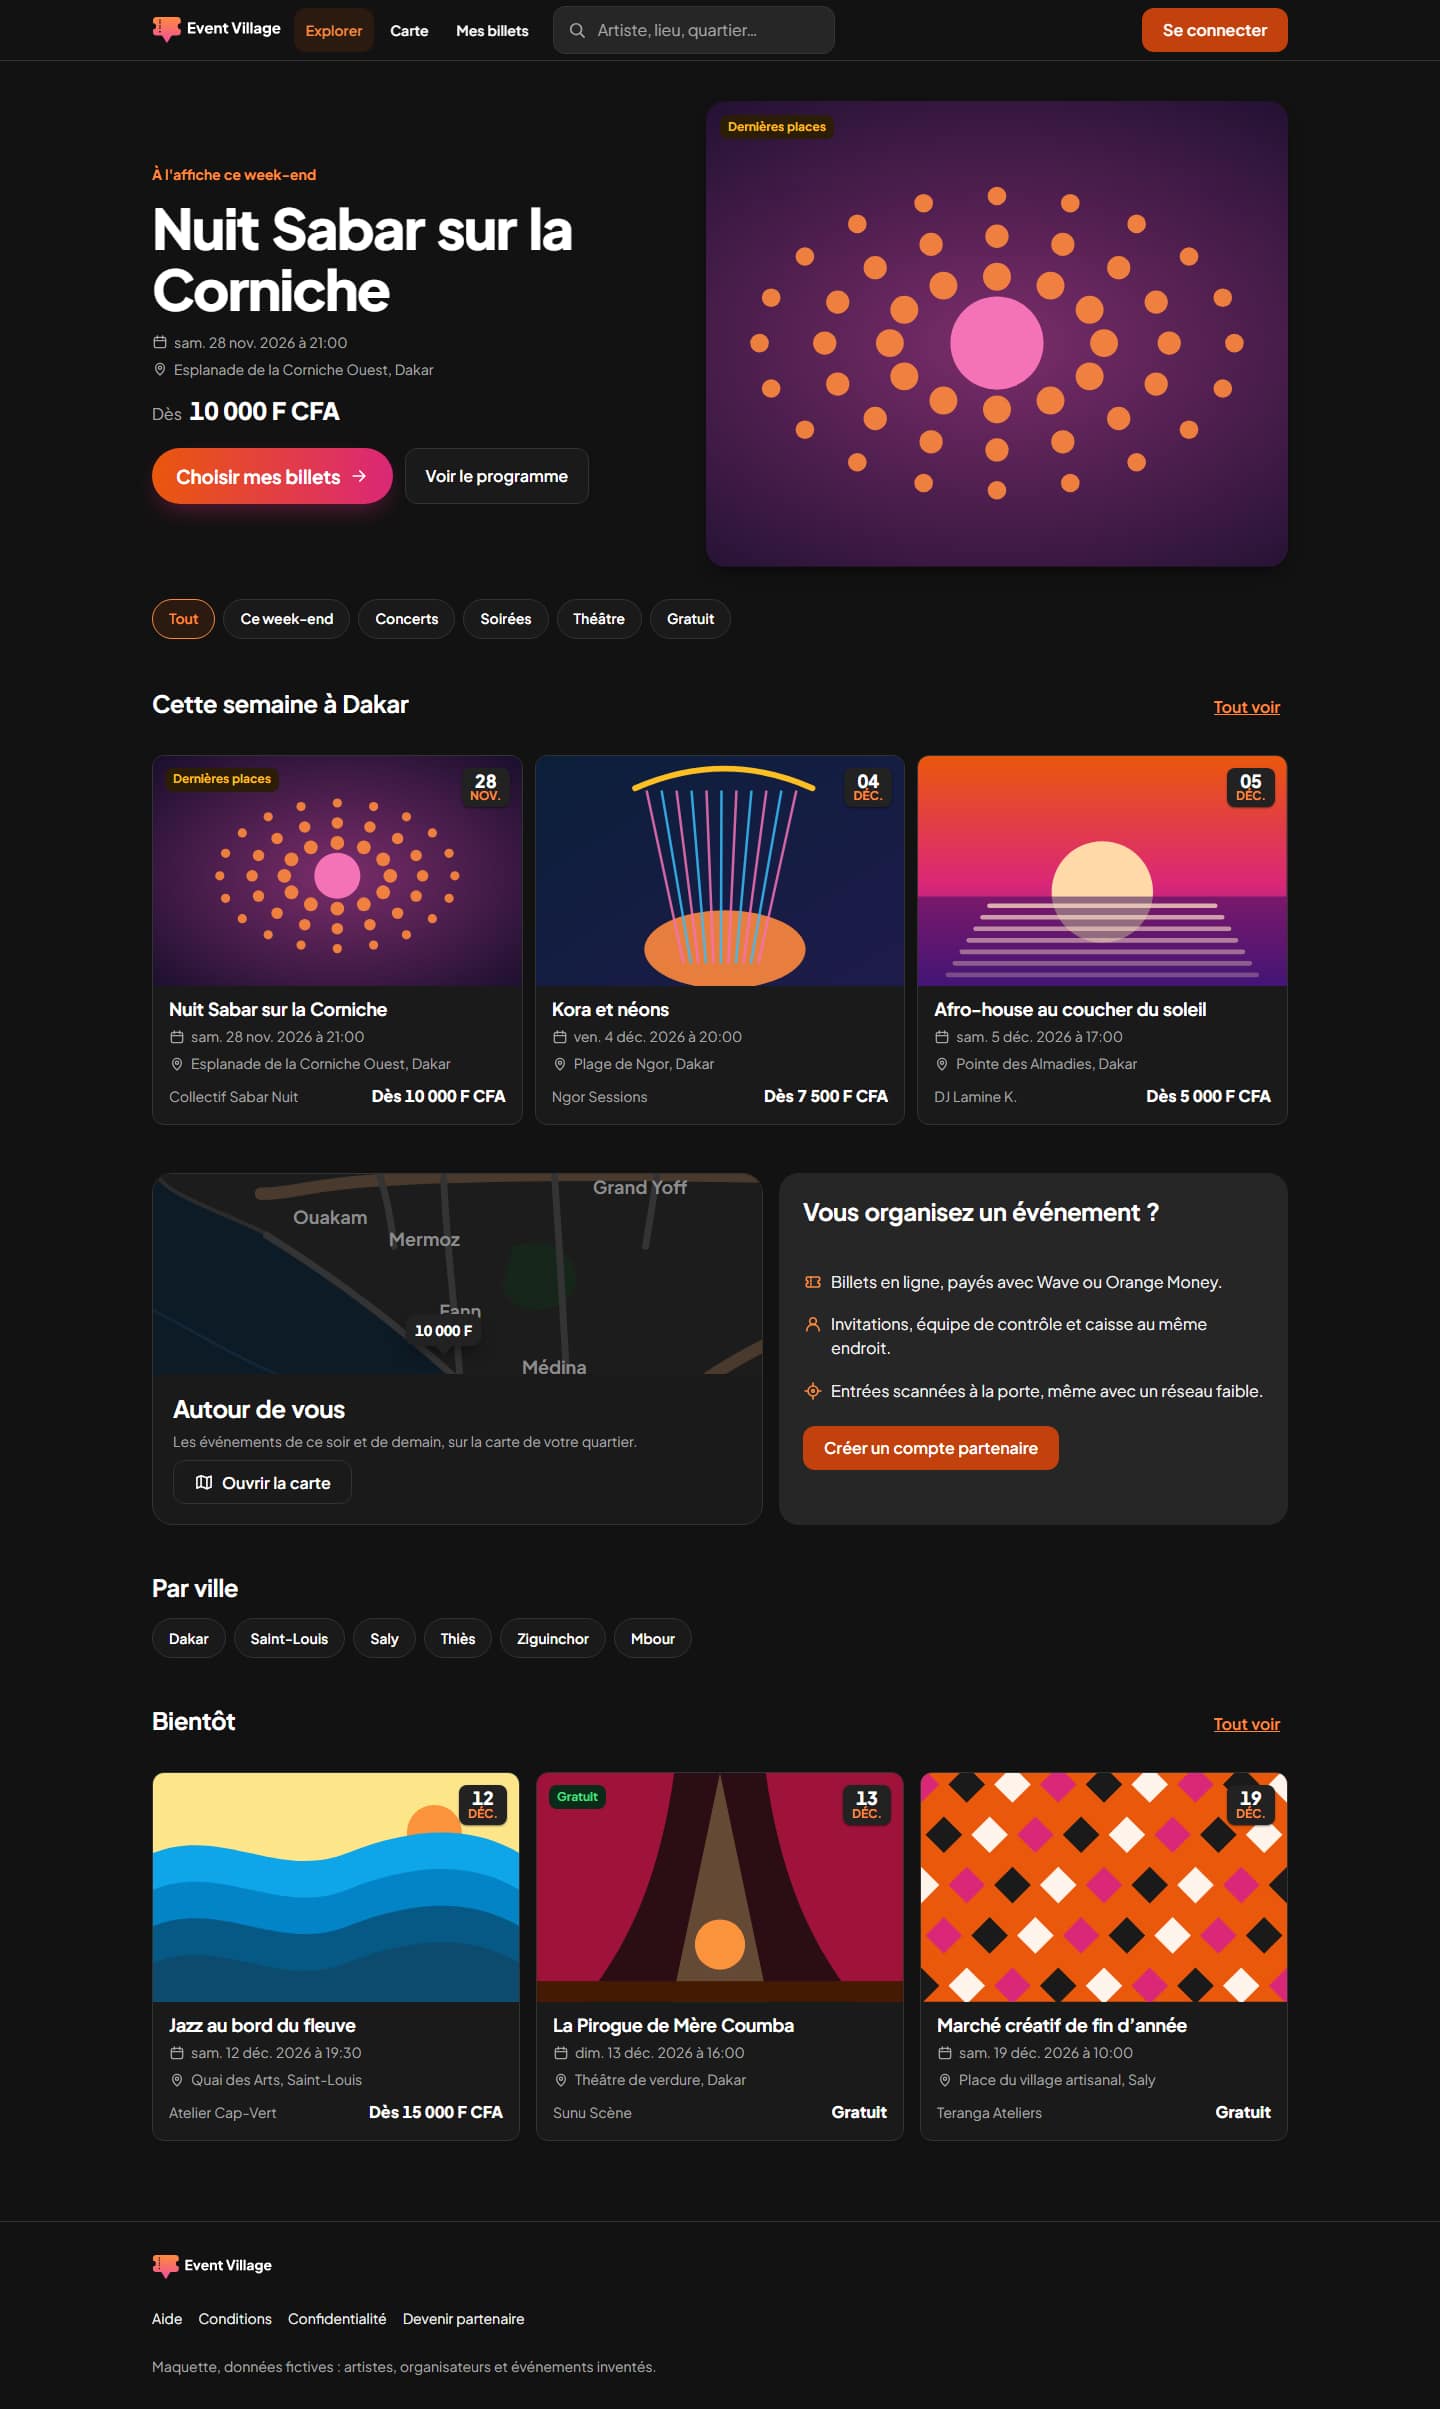 Event Village
Explorer
Carte
Mes billets
Artiste, lieu, quartier...
Se connecter
À l'affiche ce week-end
Nuit Sabar sur la
Corniche
sam. 28 nov. 2026 à 21:00
Esplanade de la Corniche Ouest, Dakar
Dès 10 000 F CFA
Choisir mes billets
Voir le programme
Dernières places
Tout
Ce week-end
Concerts
Soirées
Théâtre
Gratuit
Cette semaine à Dakar
Tout voir
Dernières places
28
NOV.
Nuit Sabar sur la Corniche
sam. 28 nov. 2026 à 21:00
Esplanade de la Corniche Ouest, Dakar
Collectif Sabar Nuit
Dès 10 000 F CFA
04
DÉC.
Kora et néons
ven. 4 déc. 2026 à 20:00
Plage de Ngor, Dakar
Ngor Sessions
Dès 7 500 F CFA
05
DÉC.
Afro-house au coucher du soleil
sam. 5 déc. 2026 à 17:00
Pointe des Almadies, Dakar
DJ Lamine K.
Dès 5 000 F CFA
Grand Yoff
Ouakam
Mermoz
Fann
10 000 F
Médina
Autour de vous
Les événements de ce soir et de demain, sur la carte de votre quartier.
Ouvrir la carte
Vous organisez un événement ?
Billets en ligne, payés avec Wave ou Orange Money.
Invitations, équipe de contrôle et caisse au même
endroit.
Entrées scannées à la porte, même avec un réseau faible.
Créer un compte partenaire
Par ville
Dakar
Saint-Louis
Saly
Thiès
Ziguinchor
Mbour
Bientôt
Tout voir
12
DÉC.
Jazz au bord du fleuve
sam. 12 déc. 2026 à 19:30
Quai des Arts, Saint-Louis
Atelier Cap-Vert
Dès 15 000 F CFA
Gratuit
13
DÉC.
La Pirogue de Mère Coumba
dim. 13 déc. 2026 à 16:00
Théâtre de verdure, Dakar
Sunu Scène
Gratuit
19
DÉC.
Marché créatif de fin d’année
sam. 19 déc. 2026 à 10:00
Place du village artisanal, Saly
Teranga Ateliers
Gratuit
Event Village
Aide
Conditions
Confidentialité
Devenir partenaire
Maquette, données fictives : artistes, organisateurs et événements inventés.